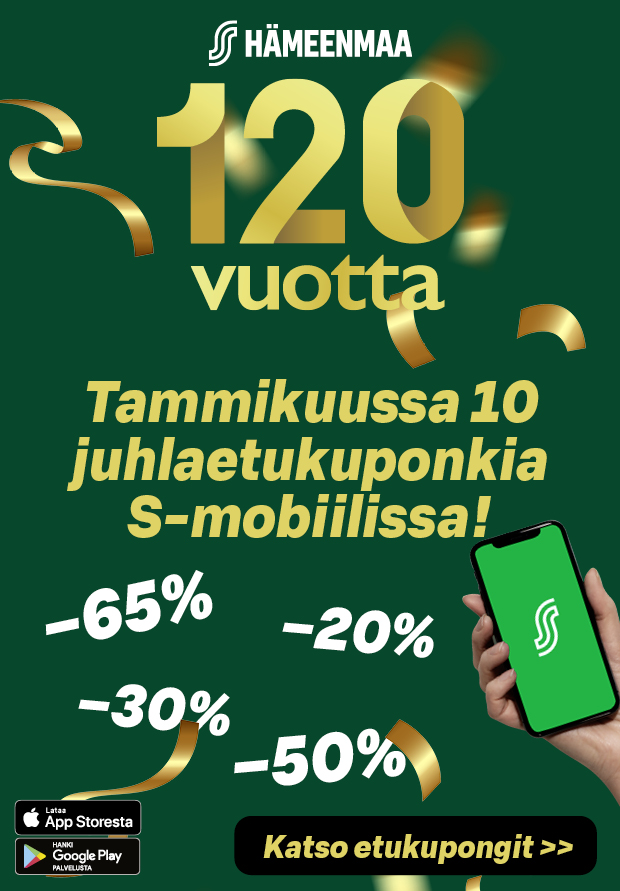 HÄMEENMAA
120
vuotta
Tammikuussa 10
juhlaetukuponkia
S-mobiilissa!
–65%
–20%
–30%
–50%
Lataa
App Storesta
HANKI
Google Play
PALVELUSTA
Katso etukupongit >>